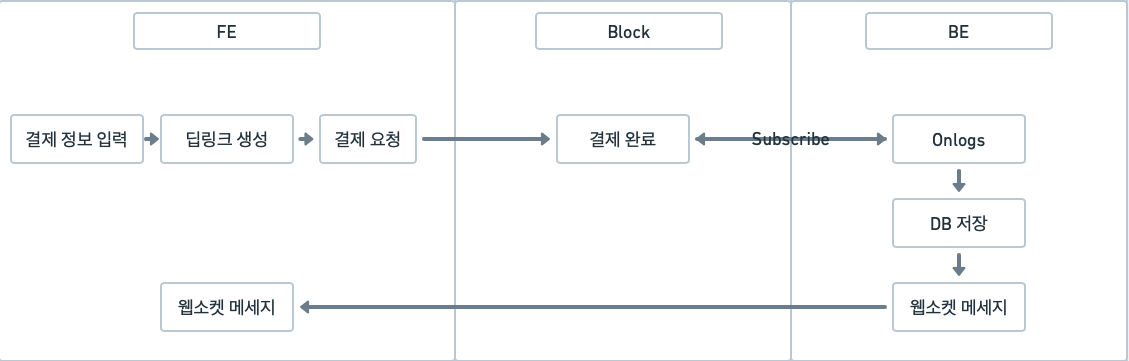 FE
Block
BE
결제 정보 입력
딥링크 생성
결제 요청
결제 완료
Subscribe
Onlogs
DB 저장
웹소켓 메세지
웹소켓 메세지